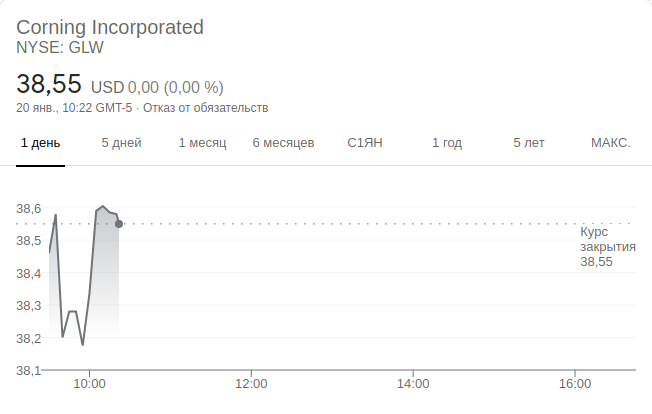 Corning Incorporated
NYSE: GLW
38,55 USD 0,00 (0,00 %)
20 янв., 10:22 GMT-5 · Отказ от обязательств
1 день 5 дней 1 месяц 6 месяцев С1ЯН 1 год 5 лет МАКС.
38,6
Курс
38,5
закрытия
38,55
38,4
38,3
38,2
38,1
10:00 12:00 14:00 16:00